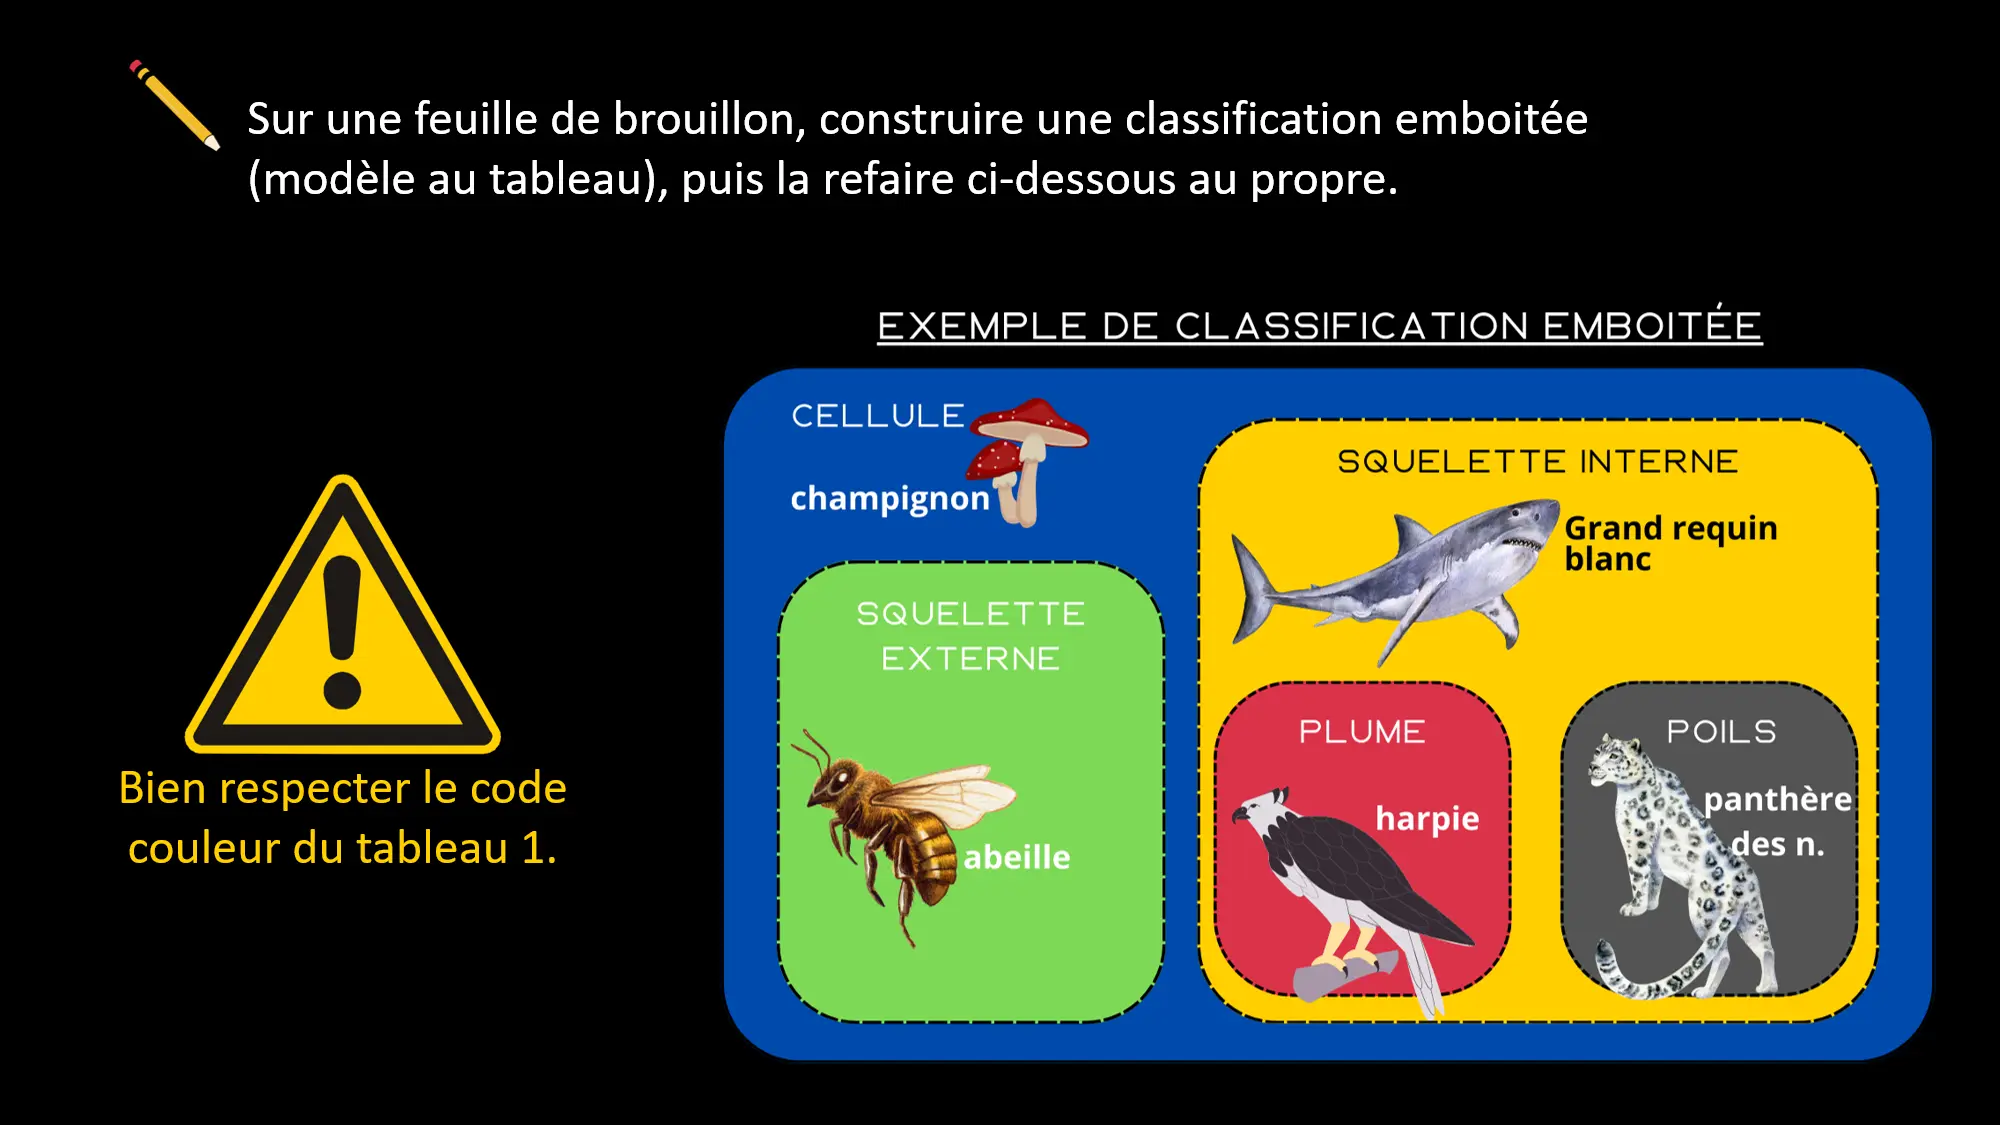 Sur une feuille de brouillon, construire une classification emboitée
(modèle au tableau), puis la refaire ci-dessous au propre.
EXEMPLE DE CLASSIFICATION EMBOITÉE
CELLULE
champignon
SQUELETTE INTERNE
Grand requin
blanc
SQUELETTE
EXTERNE
abeille
PLUME
harpie
POILS
panthère
des n.
Bien respecter le code
couleur du tableau 1.